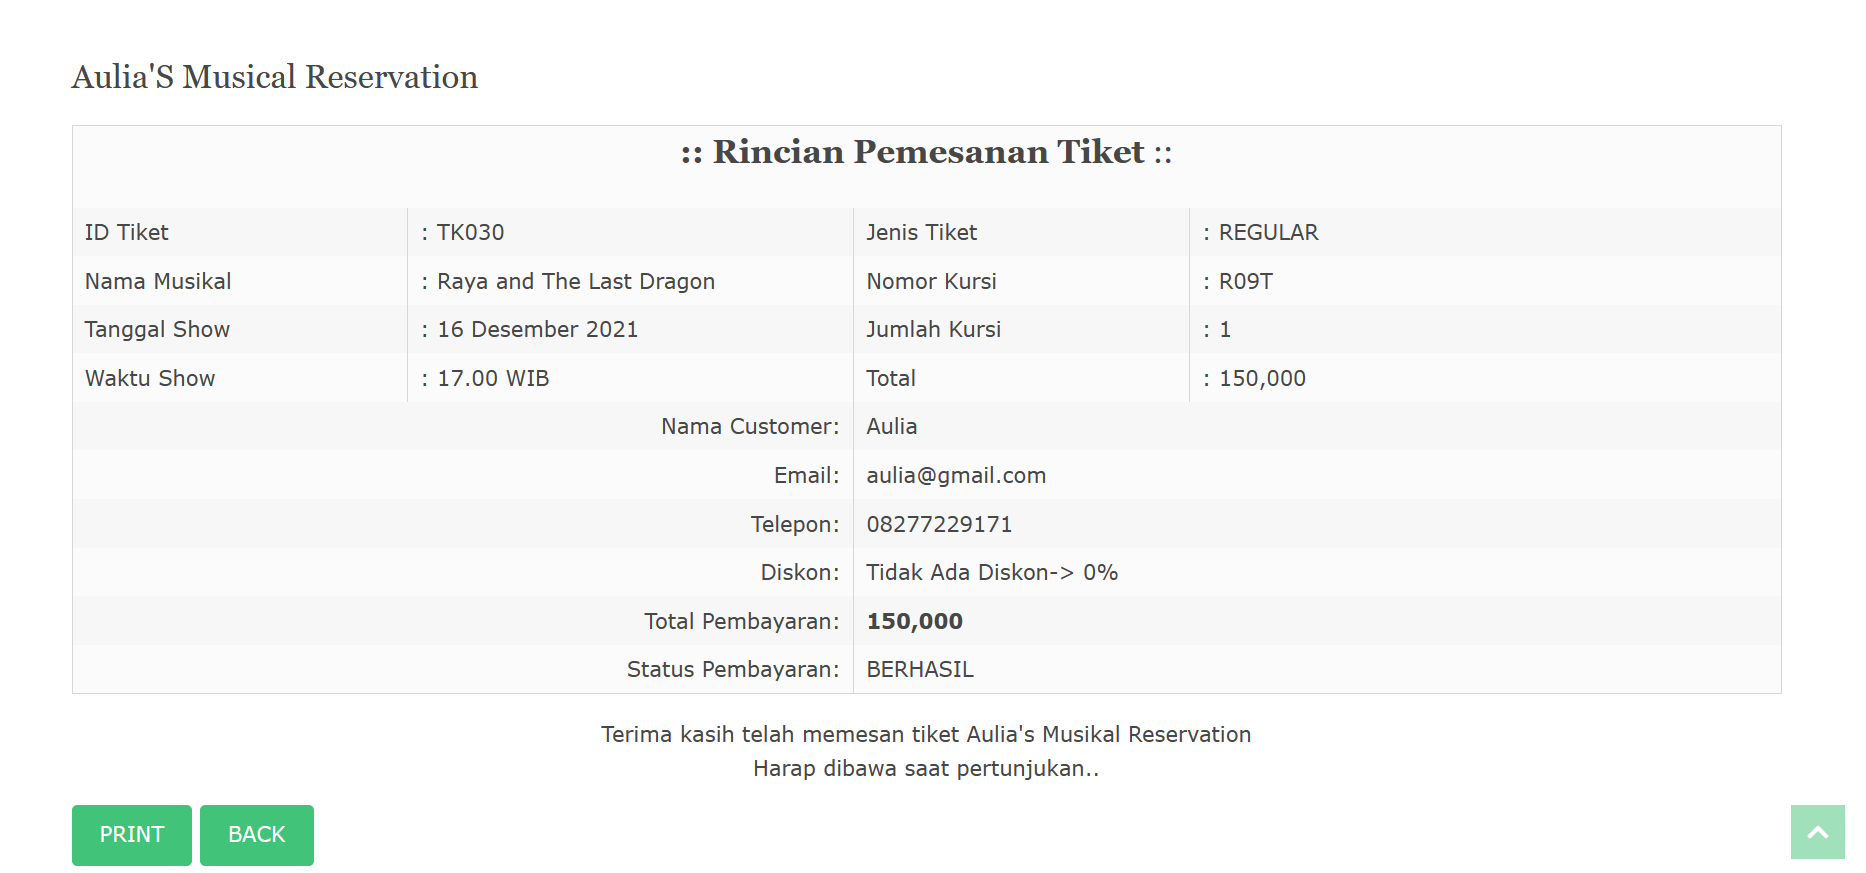 Aulia'S Musical Reservation
:: Rincian Pemesanan Tiket ::
ID Tiket : TK030 Jenis Tiket : REGULAR
Nama Musikal : Raya and The Last Dragon Nomor Kursi : R09T
Tanggal Show : 16 Desember 2021 Jumlah Kursi : 1
Waktu Show : 17.00 WIB Total : 150,000
Nama Customer: Aulia
Email: aulia@gmail.com
Telepon: 08277229171
Diskon: Tidak Ada Diskon-> 0%
Total Pembayaran: 150,000
Status Pembayaran: BERHASIL
Terima kasih telah memesan tiket Aulia's Musikal Reservation
Harap dibawa saat pertunjukan..
PRINT BACK